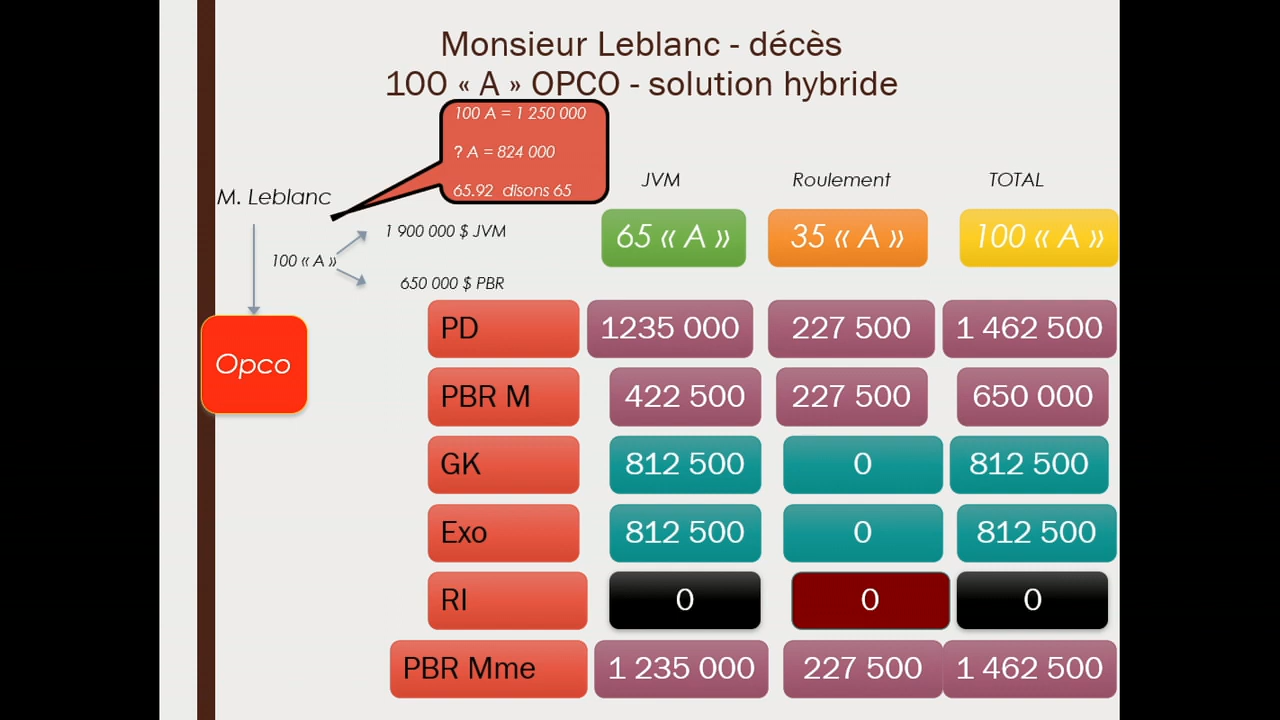 Monsieur Leblanc - décès
100 « A » OPCO - solution hybride
100 A = 1 250 000
? A = 824 000
65.92 disons 65
M. Leblanc
100 « A »
1 900 000 $ JVM
650 000 $ PBR
Opco
JVM Roulement TOTAL
65 « A » 35 « A » 100 « A »
PD 1235 000 227 500 1 462 500
PBR M 422 500 227 500 650 000
GK 812 500 0 812 500
Exo 812 500 0 812 500
RI 0 0 0
PBR Mme 1 235 000 227 500 1 462 500